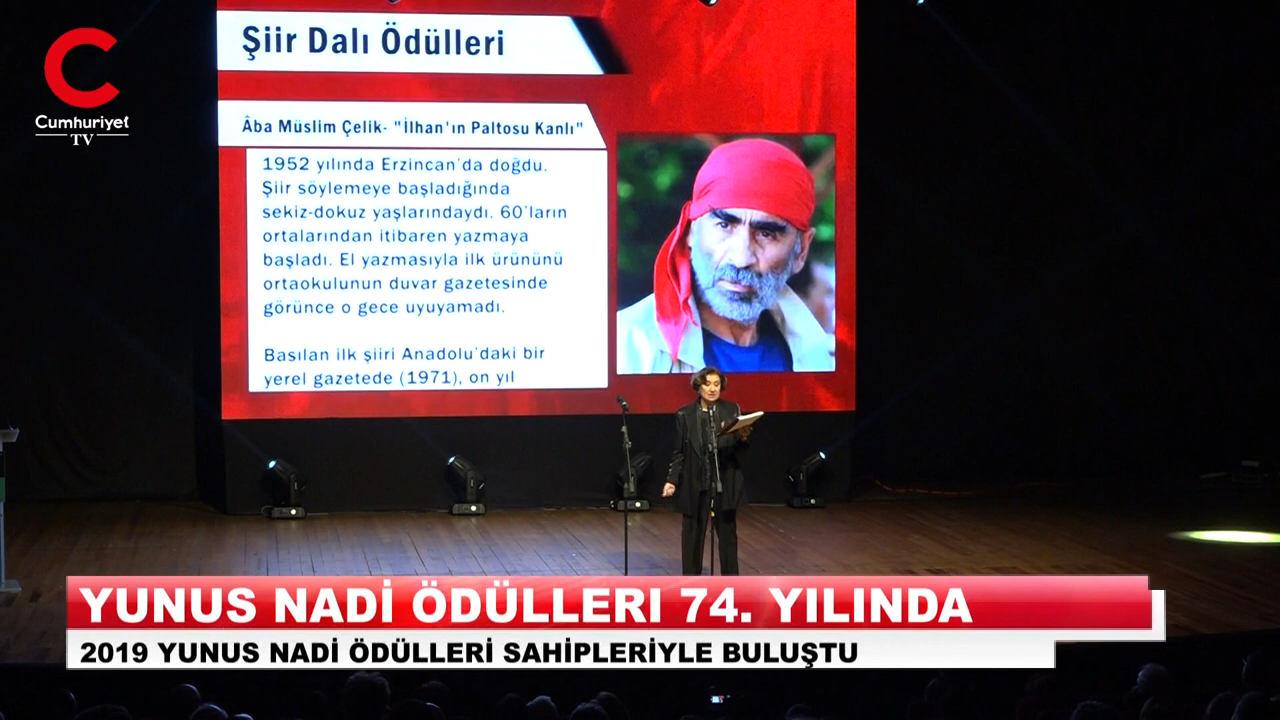 Cumhuriyet
TV
Şiir Dalı Ödülleri
Âba Müslim Çelik- "İlhan'ın Paltosu Kanlı"
1952 yılında Erzincan'da doğdu.
Şiir söylemeye başladığında
sekiz-dokuz yaşlarındaydı. 60'ların
ortalarından itibaren yazmaya
başladı. El yazmasıyla ilk ürününü
ortaokulunun duvar gazetesinde
görünce o gece uyuyamadı.
Basılan ilk şiiri Anadolu'daki bir
yerel gazetede (1971), on yıl
YUNUS NADİ ÖDÜLLERI 74. YILINDA
2019 YUNUS NADİ ÖDÜLLERİ SAHİPLERİYLE BULUŞTU